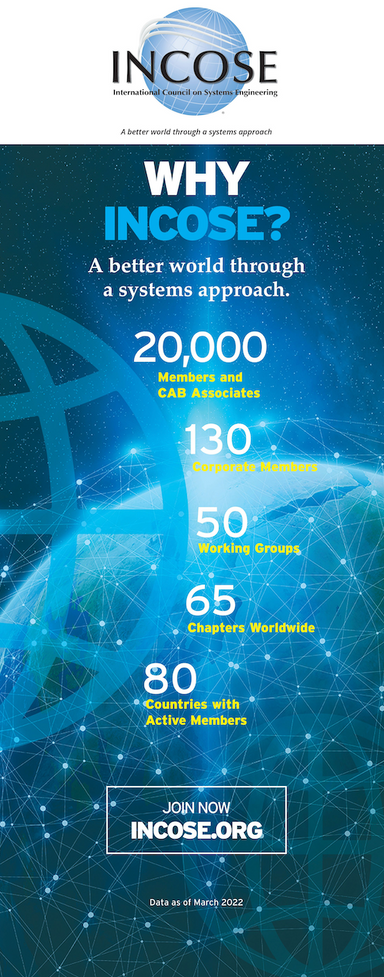 INCOSE
International Council on Systems Engineering
A better world through a systems approach
WHY
INCOSE?
A better world through
a systems approach.
20,000
Members and
CAB Associates
130
Corporate Members
50
Working Groups
65
Chapters Worldwide
80
Countries with
Active Members
JOIN NOW
INCOSE.ORG
Data as of March 2022